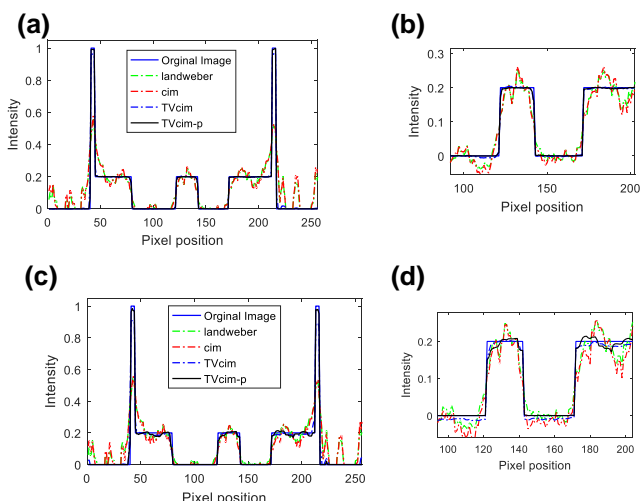 (a)
1
0.8
0.6
0.4
0.2
0
Intensity
Orginal Image
landweber
cim
TVcim
TVcim-p
0 50 100 150 200 250
Pixel position
(b)
0.3
0.2
0.1
0
Intensity
100 150 200
Pixel position
(c)
1
0.8
0.6
0.4
0.2
0
Intensity
Orginal Image
landweber
cim
TVcim
TVcim-p
0 50 100 150 200 250
Pixel position
(d)
0.2
0.1
0
Intensity
100 120 140 160 180 200
Pixel position